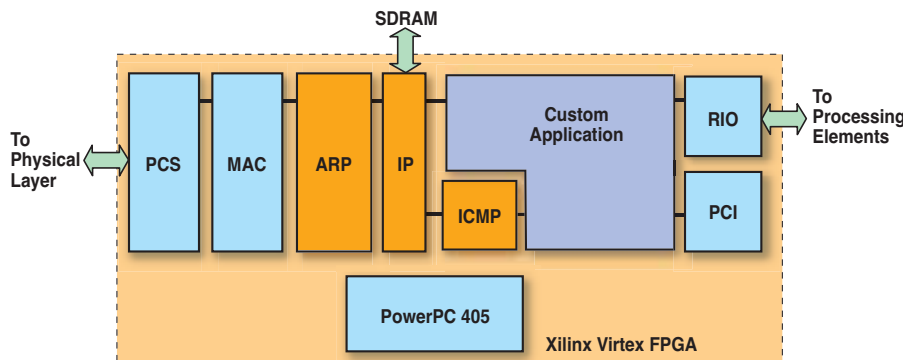 SDRAM
To
Physical
Layer
PCS
MAC
ARP
IP
ICMP
Custom
Application
RIO
PCI
To
Processing
Elements
PowerPC 405
Xilinx Virtex FPGA